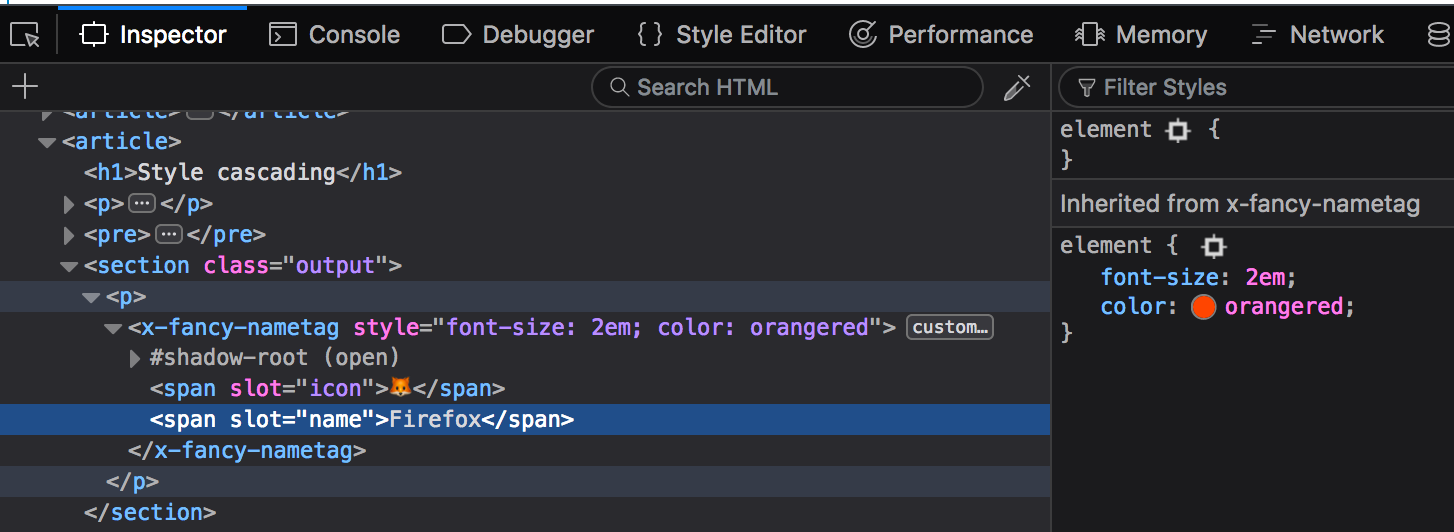 Inspector Console Debugger { } Style Editor Performance Memory Network
+ Search HTML Filter Styles
<article>…</article>
<article>
<h1>Style cascading</h1>
<p>…</p>
<pre>…</pre>
<section class="output">
<p>
<x-fancy-nametag style="font-size: 2em; color: orangered"> custom…
#shadow-root (open)
<span slot="icon">🦊</span>
<span slot="name">Firefox</span>
</x-fancy-nametag>
</p>
</section>
element {
}
Inherited from x-fancy-nametag
element {
font-size: 2em;
color: orangered;
}